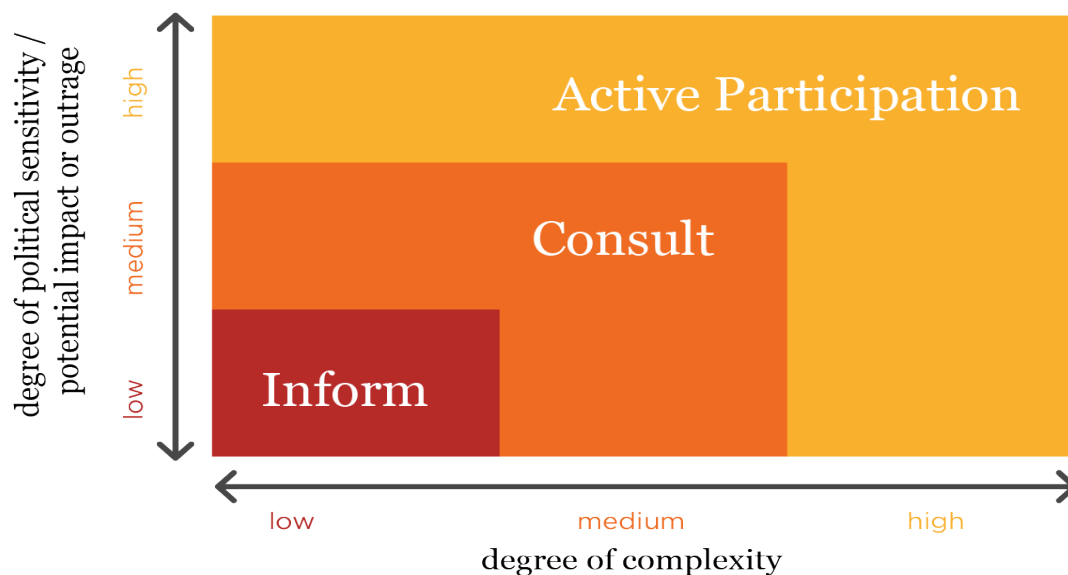 degree of political sensitivity /
potential impact or outrage
high
medium
low
Active Participation
Consult
Inform
low
medium
high
degree of complexity